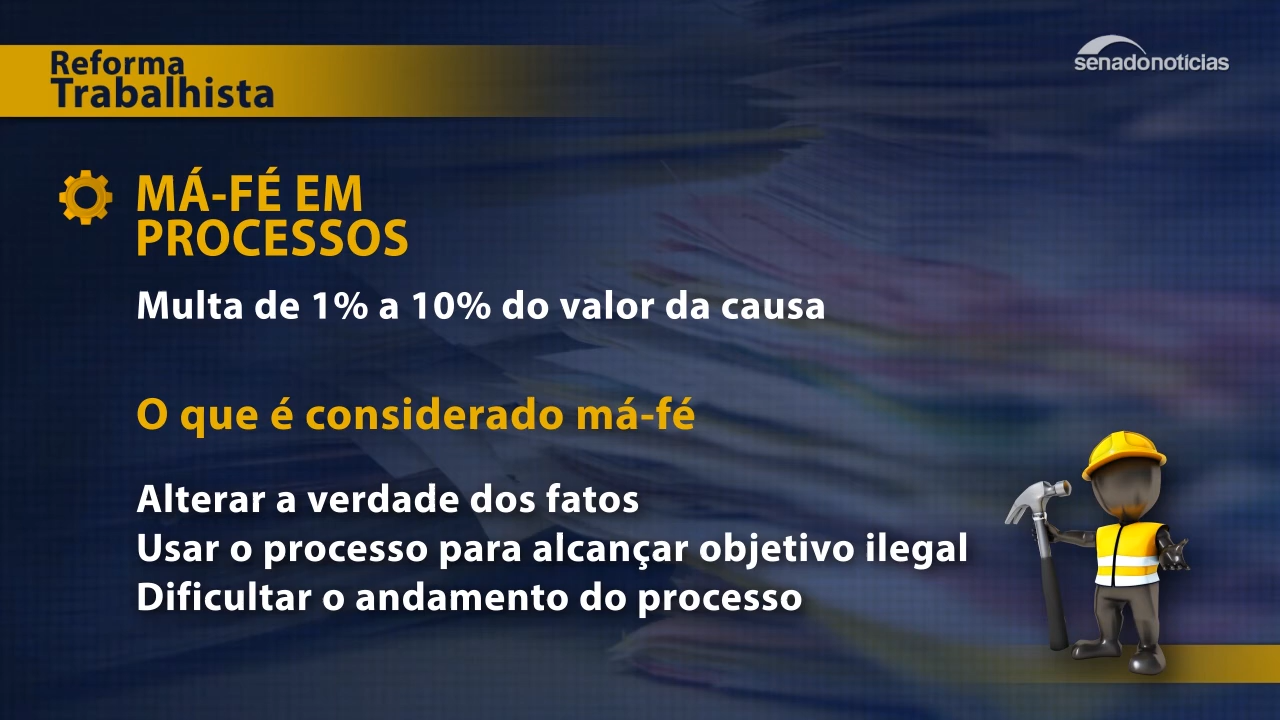 Reforma
Trabalhista
senadonotícias
MÁ-FÉ EM
PROCESSOS
Multa de 1% a 10% do valor da causa
O que é considerado má-fé
Alterar a verdade dos fatos
Usar o processo para alcançar objetivo ilegal
Dificultar o andamento do processo